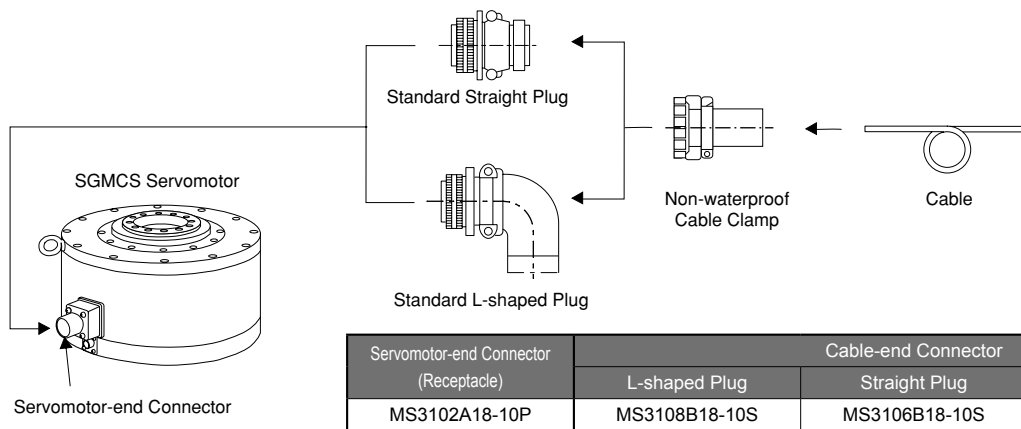 Standard Straight Plug
SGMCS Servomotor
Non-waterproof
Cable Clamp
Cable
Standard L-shaped Plug
Servomotor-end Connector
Servomotor-end Connector
(Receptacle)
Cable-end Connector
L-shaped Plug
Straight Plug
MS3102A18-10P
MS3108B18-10S
MS3106B18-10S